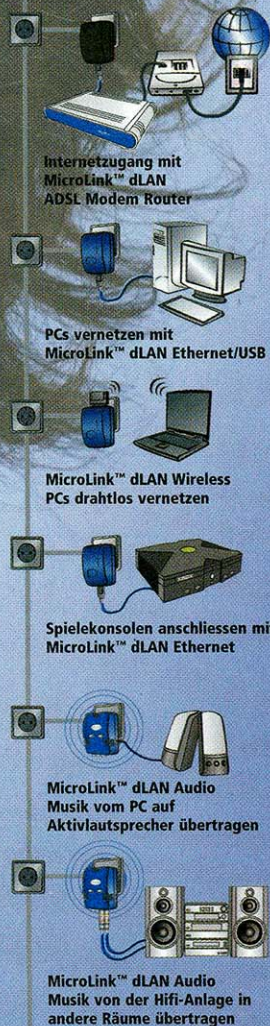 Internetzugang mit
MicroLink™ dLAN
ADSL Modem Router
PCs vernetzen mit
MicroLink™ dLAN Ethernet/USB
MicroLink™ dLAN Wireless
PCs drahtlos vernetzen
Spielekonsolen anschliessen mit
MicroLink™ dLAN Ethernet
MicroLink™ dLAN Audio
Musik vom PC auf
Aktivlautsprecher übertragen
MicroLink™ dLAN Audio
Musik von der Hifi-Anlage in
andere Räume übertragen